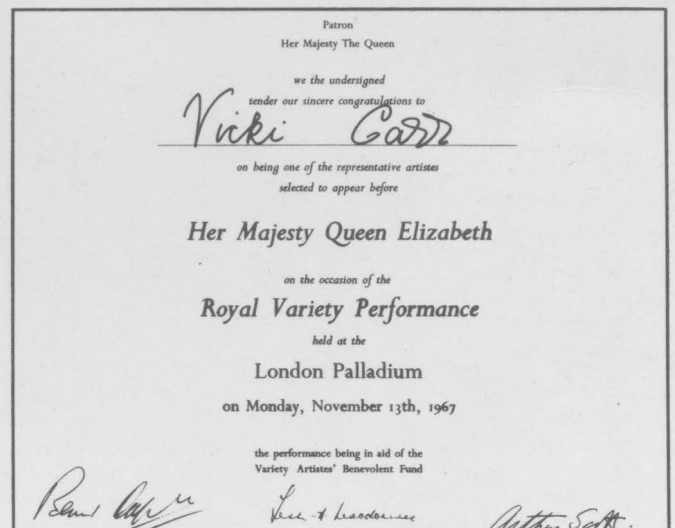 Patron
Her Majesty The Queen
we the undersigned
tender our sincere congratulations to
Vicki Carr
on being one of the representative artistes
selected to appear before
Her Majesty Queen Elizabeth
on the occasion of the
Royal Variety Performance
held at the
London Palladium
on Monday, November 13th, 1967
the performance being in aid of the
Variety Artistes' Benevolent Fund